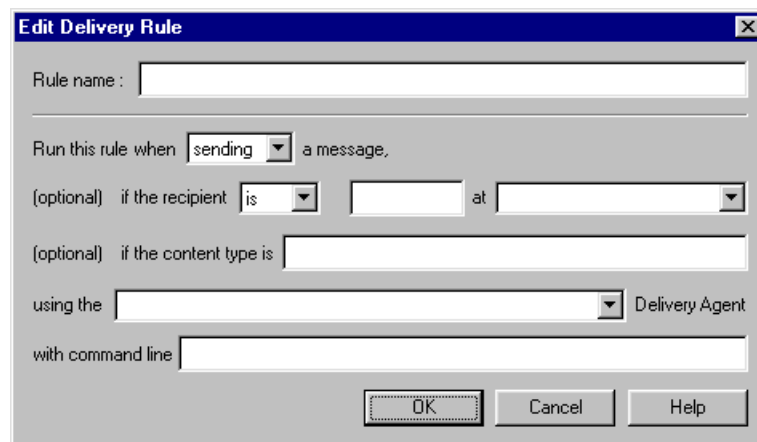 Edit Delivery Rule
Rule name :
Run this rule when sending a message,
(optional) if the recipient is at
(optional) if the content type is
using the Delivery Agent
with command line
OK Cancel Help